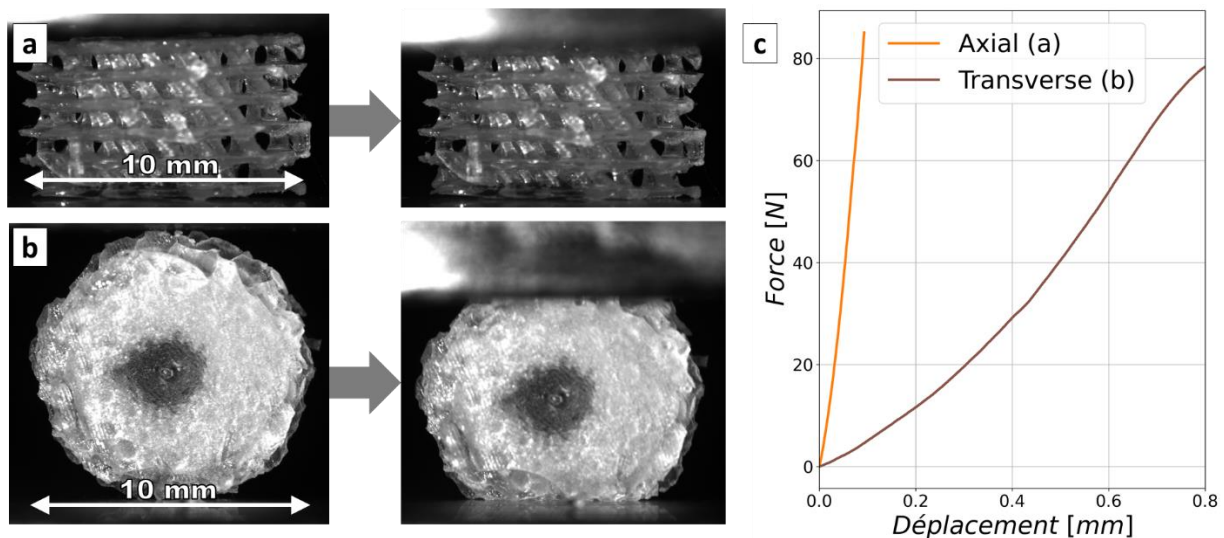 a
10 mm
b
10 mm
c
Axial (a)
Transverse (b)
Force [N]
80
60
40
20
0
0.0 0.2 0.4 0.6 0.8
Déplacement [mm]